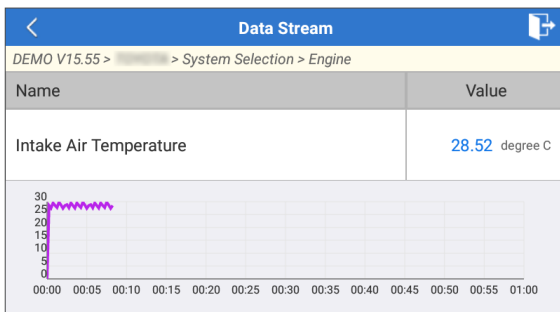 Data Stream
DEMO V15.55 > > System Selection > Engine
Name Value
Intake Air Temperature 28.52 degree C
30
25
20
15
10
5
0
00:00 00:05 00:10 00:15 00:20 00:25 00:30 00:35 00:40 00:45 00:50 00:55 01:00